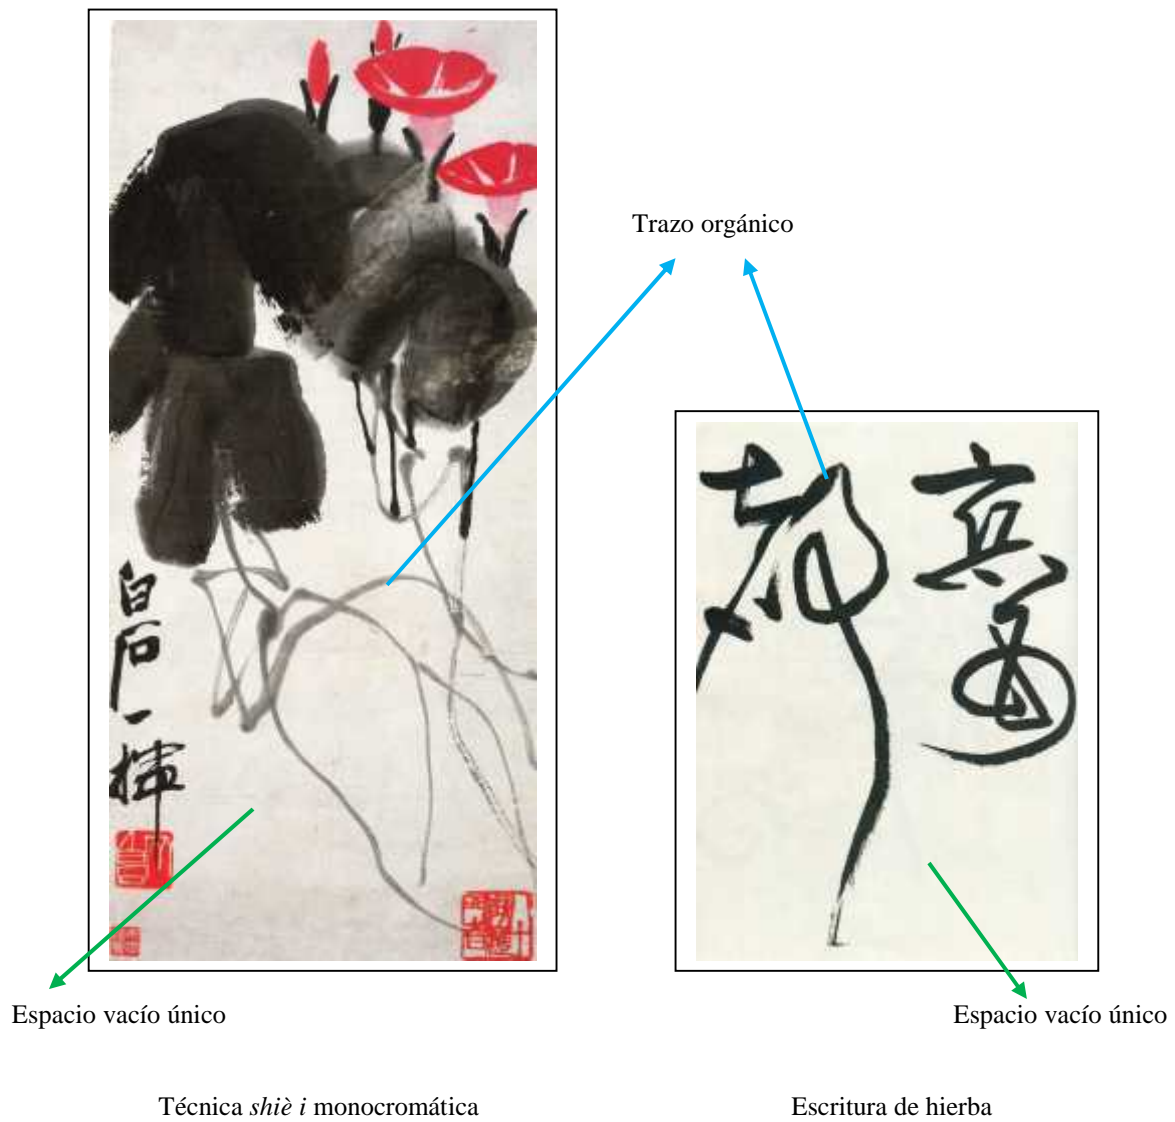 Trazo orgánico
白石一揮
Espacio vacío único
Espacio vacío único
Técnica shiè i monocromática
Escritura de hierba